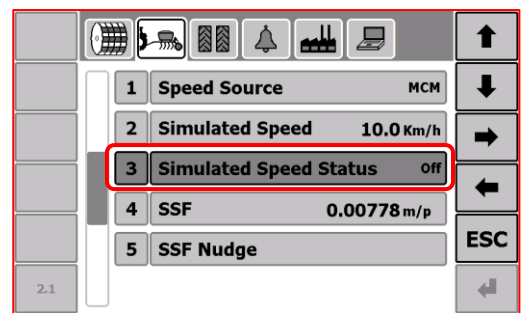 1 Speed Source MCM
2 Simulated Speed 10.0 Km/h
3 Simulated Speed Status Off
4 SSF 0.00778 m/p
5 SSF Nudge
ESC
2.1